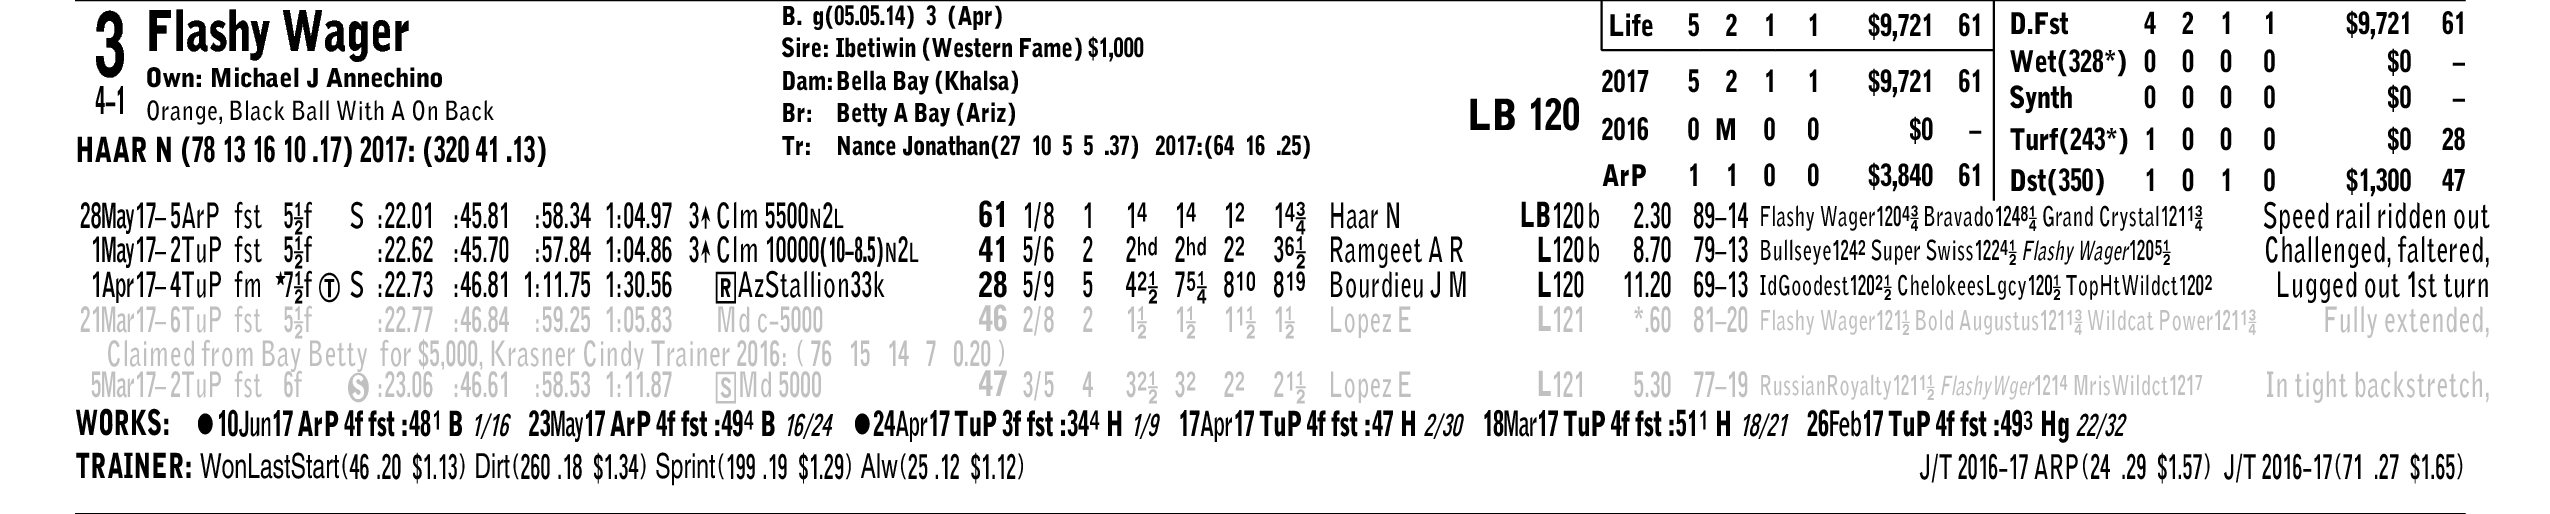 3 Flashy Wager
4-1
Own: Michael J Annechino
Orange, Black Ball With A On Back
HAAR N (78 13 16 10 .17) 2017: (320 41 .13)
B. g(05.05.14) 3 (Apr)
Sire: Ibetiwin (Western Fame) $1,000
Dam: Bella Bay (Khalsa)
Br: Betty A Bay (Ariz)
Tr: Nance Jonathan(27 10 5 5 .37) 2017:(64 16 .25)
LB 120
Life 5 2 1 1 $9,721 61
2017 5 2 1 1 $9,721 61
2016 0 M 0 0 $0 –
ArP 1 1 0 0 $3,840 61
D.Fst 4 2 1 1 $9,721 61
Wet(328*) 0 0 0 0 $0 –
Synth 0 0 0 0 $0 –
Turf(243*) 1 0 0 0 $0 28
Dst(350) 1 0 1 0 $1,300 47
28May17–5ArP fst 5½f S :22.01 :45.81 :58.34 1:04.97 3↑ Clm 5500N2L 61 1/8 1 1⁴ 1⁴ 1² 1⁴¾ Haar N LB120 b 2.30 89–14 Flashy Wager120⁴¾ Bravado124⁸¼ Grand Crystal121¹¾ Speed rail ridden out
1May17–2TuP fst 5½f :22.62 :45.70 :57.84 1:04.86 3↑ Clm 10000(10–8.5)N2L 41 5/6 2 2ʰᵈ 2ʰᵈ 2² 3⁶½ Ramgeet A R L120 b 8.70 79–13 Bullseye124² Super Swiss122⁴½ Flashy Wager120⁵½ Challenged, faltered,
1Apr17–4TuP fm *7½f Ⓣ S :22.73 :46.81 1:11.75 1:30.56 🅁AzStallion33k 28 5/9 5 4²½ 7⁵¼ 8¹⁰ 8¹⁹ Bourdieu J M L120 11.20 69–13 IdGoodest120²½ ChelokeesLgcy120½ TopHtWildct120² Lugged out 1st turn
21Mar17–6TuP fst 5½f :22.77 :46.84 :59.25 1:05.83 Md c–5000 46 2/8 2 1½ 1½ 1¹½ 1½ Lopez E L121 *.60 81–20 Flashy Wager121½ Bold Augustus121¹¾ Wildcat Power121¹¾ Fully extended,
Claimed from Bay Betty for $5,000, Krasner Cindy Trainer 2016: ( 76 15 14 7 0.20 )
5Mar17–2TuP fst 6f Ⓢ :23.06 :46.61 :58.53 1:11.87 🅂Md 5000 47 3/5 4 3²½ 3² 2² 2¹½ Lopez E L121 5.30 77–19 RussianRoyalty121¹½ FlashyWger121⁴ MrisWildct121⁷ In tight backstretch,
WORKS: ●10Jun17 ArP 4f fst :48¹ B 1/16 23May17 ArP 4f fst :49⁴ B 16/24 ●24Apr17 TuP 3f fst :34⁴ H 1/9 17Apr17 TuP 4f fst :47 H 2/30 18Mar17 TuP 4f fst :51¹ H 18/21 26Feb17 TuP 4f fst :49³ Hg 22/32
TRAINER: WonLastStart(46 .20 $1.13) Dirt(260 .18 $1.34) Sprint(199 .19 $1.29) Alw(25 .12 $1.12) J/T 2016-17 ARP(24 .29 $1.57) J/T 2016-17(71 .27 $1.65)